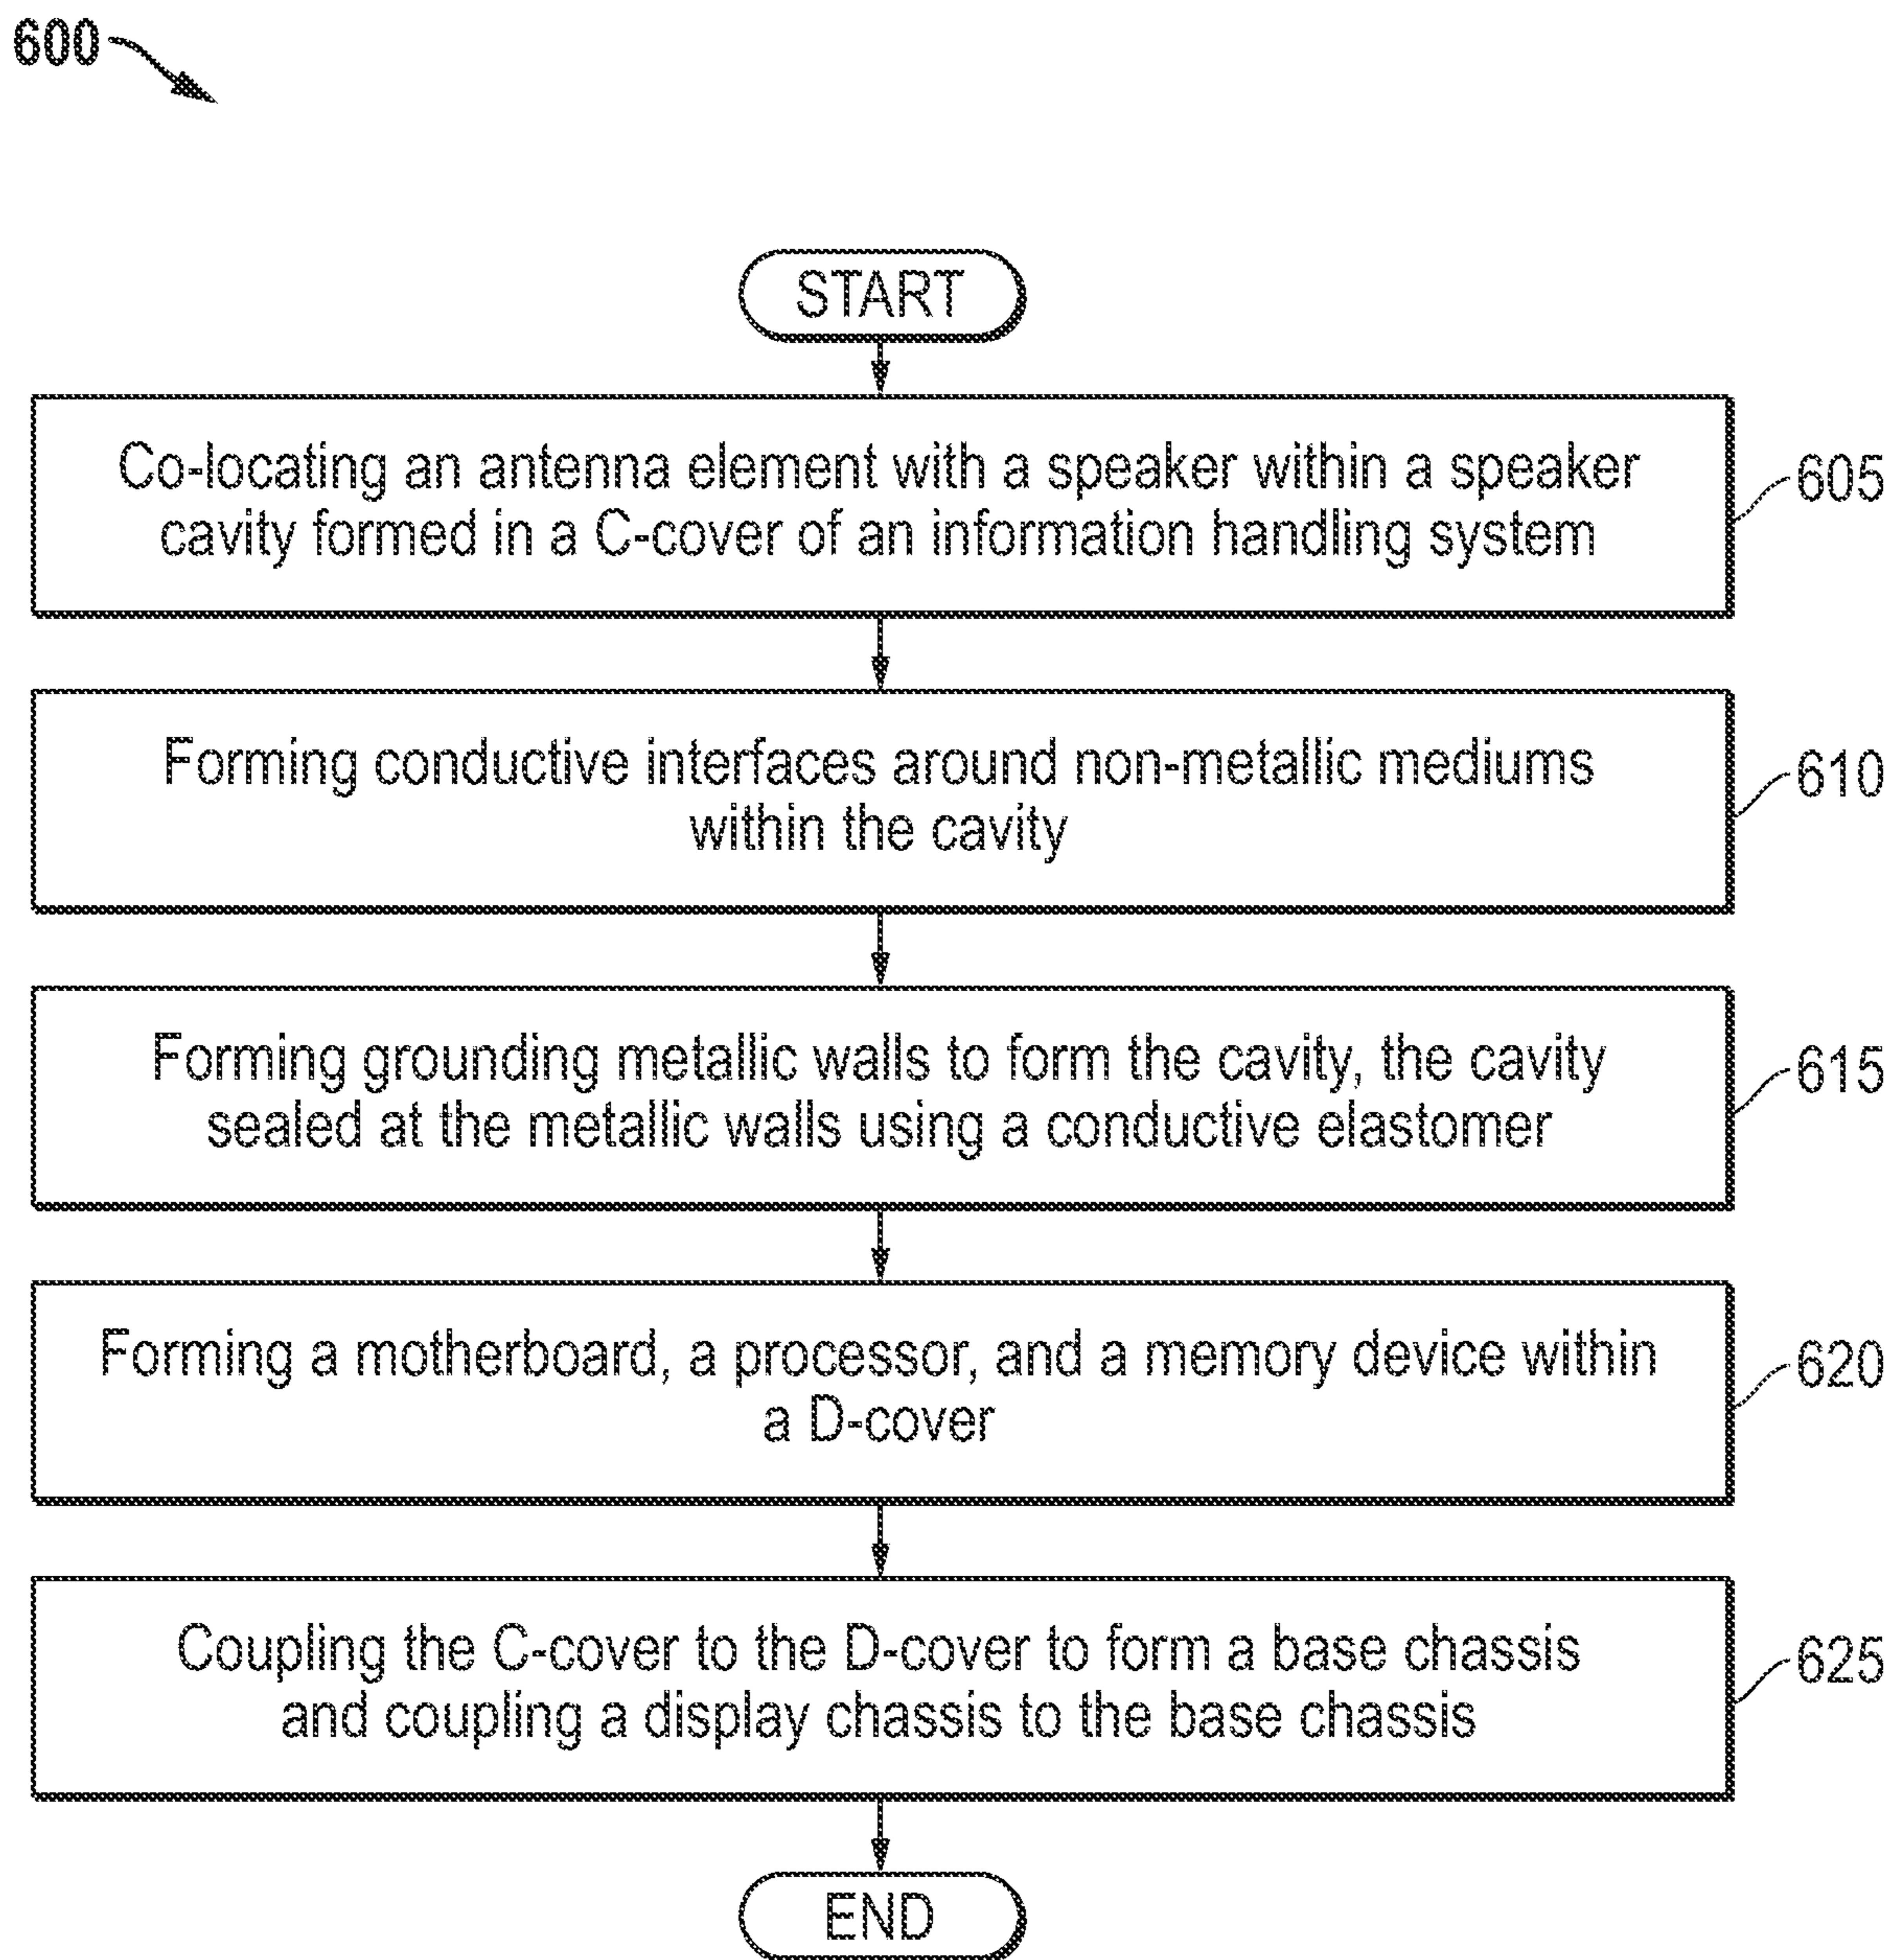 600
START
Co-locating an antenna element with a speaker within a speaker
cavity formed in a C-cover of an information handling system
605
Forming conductive interfaces around non-metallic mediums
within the cavity
610
Forming grounding metallic walls to form the cavity, the cavity
sealed at the metallic walls using a conductive elastomer
615
Forming a motherboard, a processor, and a memory device within
a D-cover
620
Coupling the C-cover to the D-cover to form a base chassis
and coupling a display chassis to the base chassis
625
END